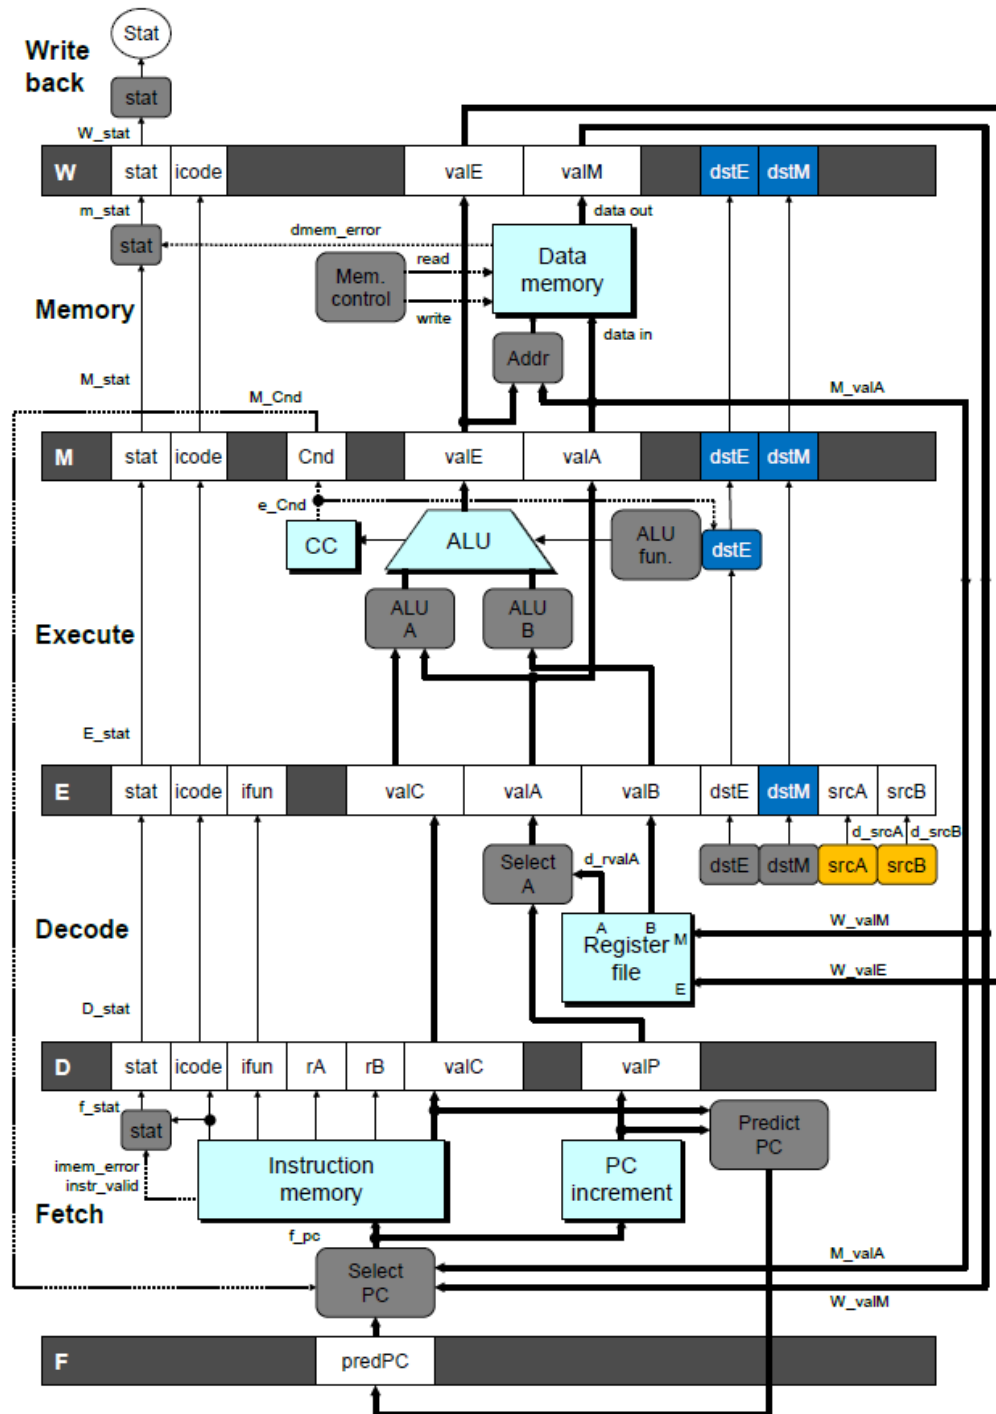 Stat
Write
back
stat
W_stat
W stat icode valE valM dstE dstM
m_stat
data out
stat
dmem_error
read
Mem.
control
write
Data
memory
Memory
data in
Addr
M_stat
M_Cnd
M_valA
M stat icode Cnd valE valA dstE dstM
e_Cnd
CC
ALU
ALU
fun.
dstE
ALU
A
ALU
B
Execute
E_stat
E stat icode ifun valC valA valB dstE dstM srcA srcB
d_srcA d_srcB
Select
A
d_rvalA
dstE dstM srcA srcB
Decode
A B M
Register
file
E
W_valM
W_valE
D_stat
D stat icode ifun rA rB valC valP
f_stat
stat
Predict
PC
imem_error
instr_valid
Instruction
memory
PC
increment
Fetch
f_pc
Select
PC
M_valA
W_valM
F predPC